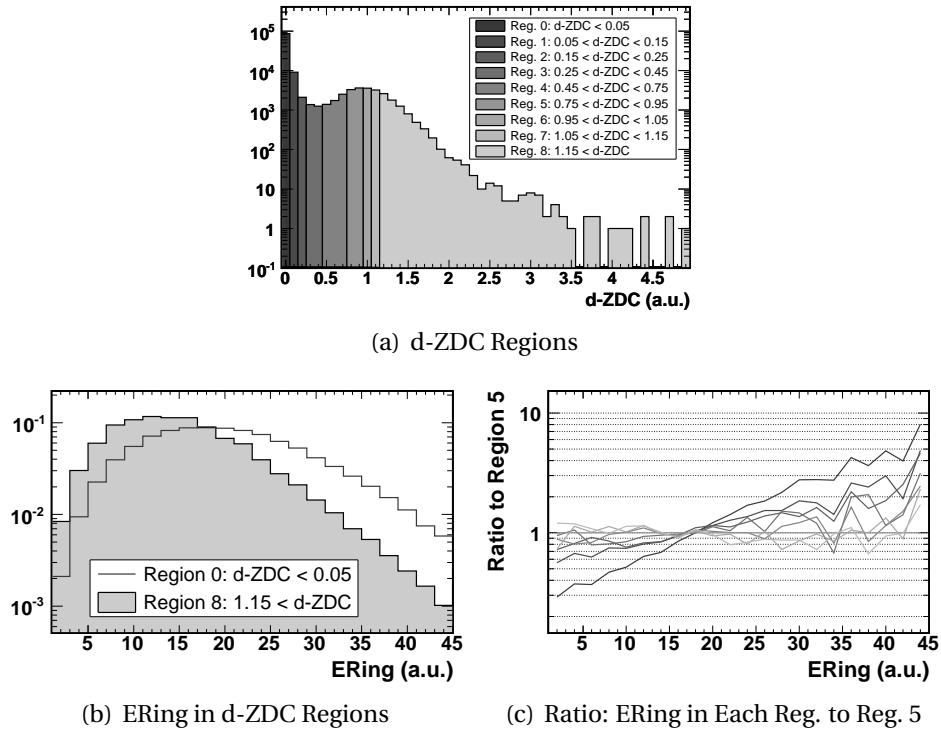 10^5
10^4
10^3
10^2
10
1
10^-1
Reg. 0: d-ZDC < 0.05
Reg. 1: 0.05 < d-ZDC < 0.15
Reg. 2: 0.15 < d-ZDC < 0.25
Reg. 3: 0.25 < d-ZDC < 0.45
Reg. 4: 0.45 < d-ZDC < 0.75
Reg. 5: 0.75 < d-ZDC < 0.95
Reg. 6: 0.95 < d-ZDC < 1.05
Reg. 7: 1.05 < d-ZDC < 1.15
Reg. 8: 1.15 < d-ZDC
0 0.5 1 1.5 2 2.5 3 3.5 4 4.5
d-ZDC (a.u.)
(a) d-ZDC Regions
10^-1
10^-2
10^-3
Region 0: d-ZDC < 0.05
Region 8: 1.15 < d-ZDC
5 10 15 20 25 30 35 40 45
ERing (a.u.)
(b) ERing in d-ZDC Regions
Ratio to Region 5
10
1
5 10 15 20 25 30 35 40 45
ERing (a.u.)
(c) Ratio: ERing in Each Reg. to Reg. 5